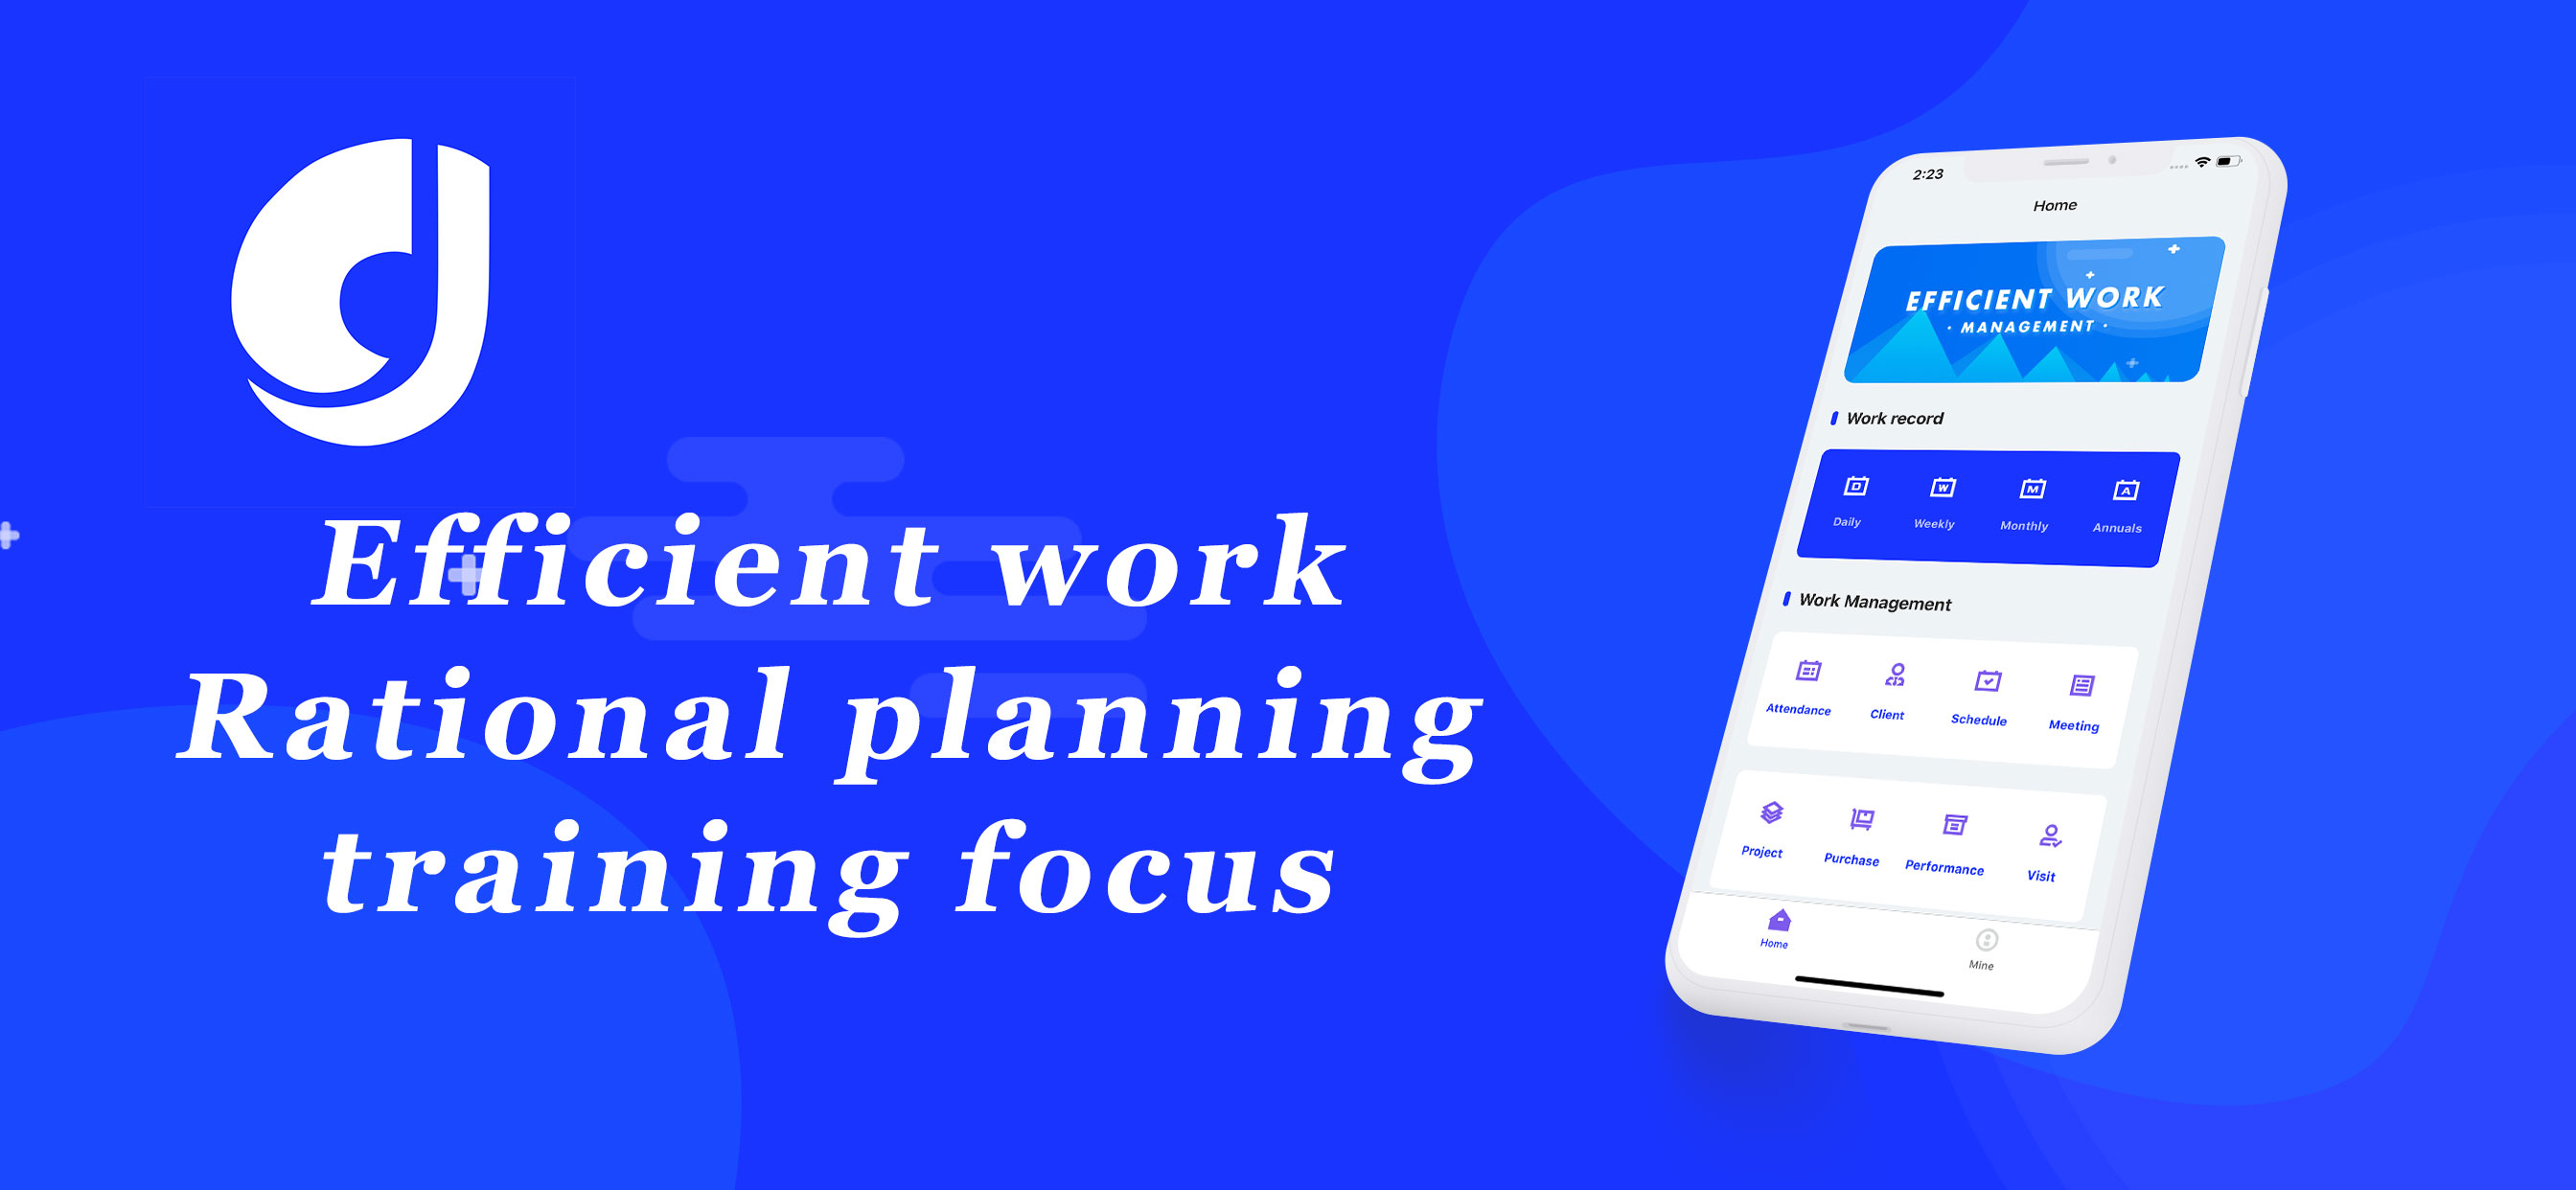 Efficient work
Rational planning
training focus
2:23
Home
EFFICIENT WORK
· MANAGEMENT ·
Work record
D W M A
Daily Weekly Monthly Annuals
Work Management
Attendance Client Schedule Meeting
Project Purchase Performance Visit
Home Mine